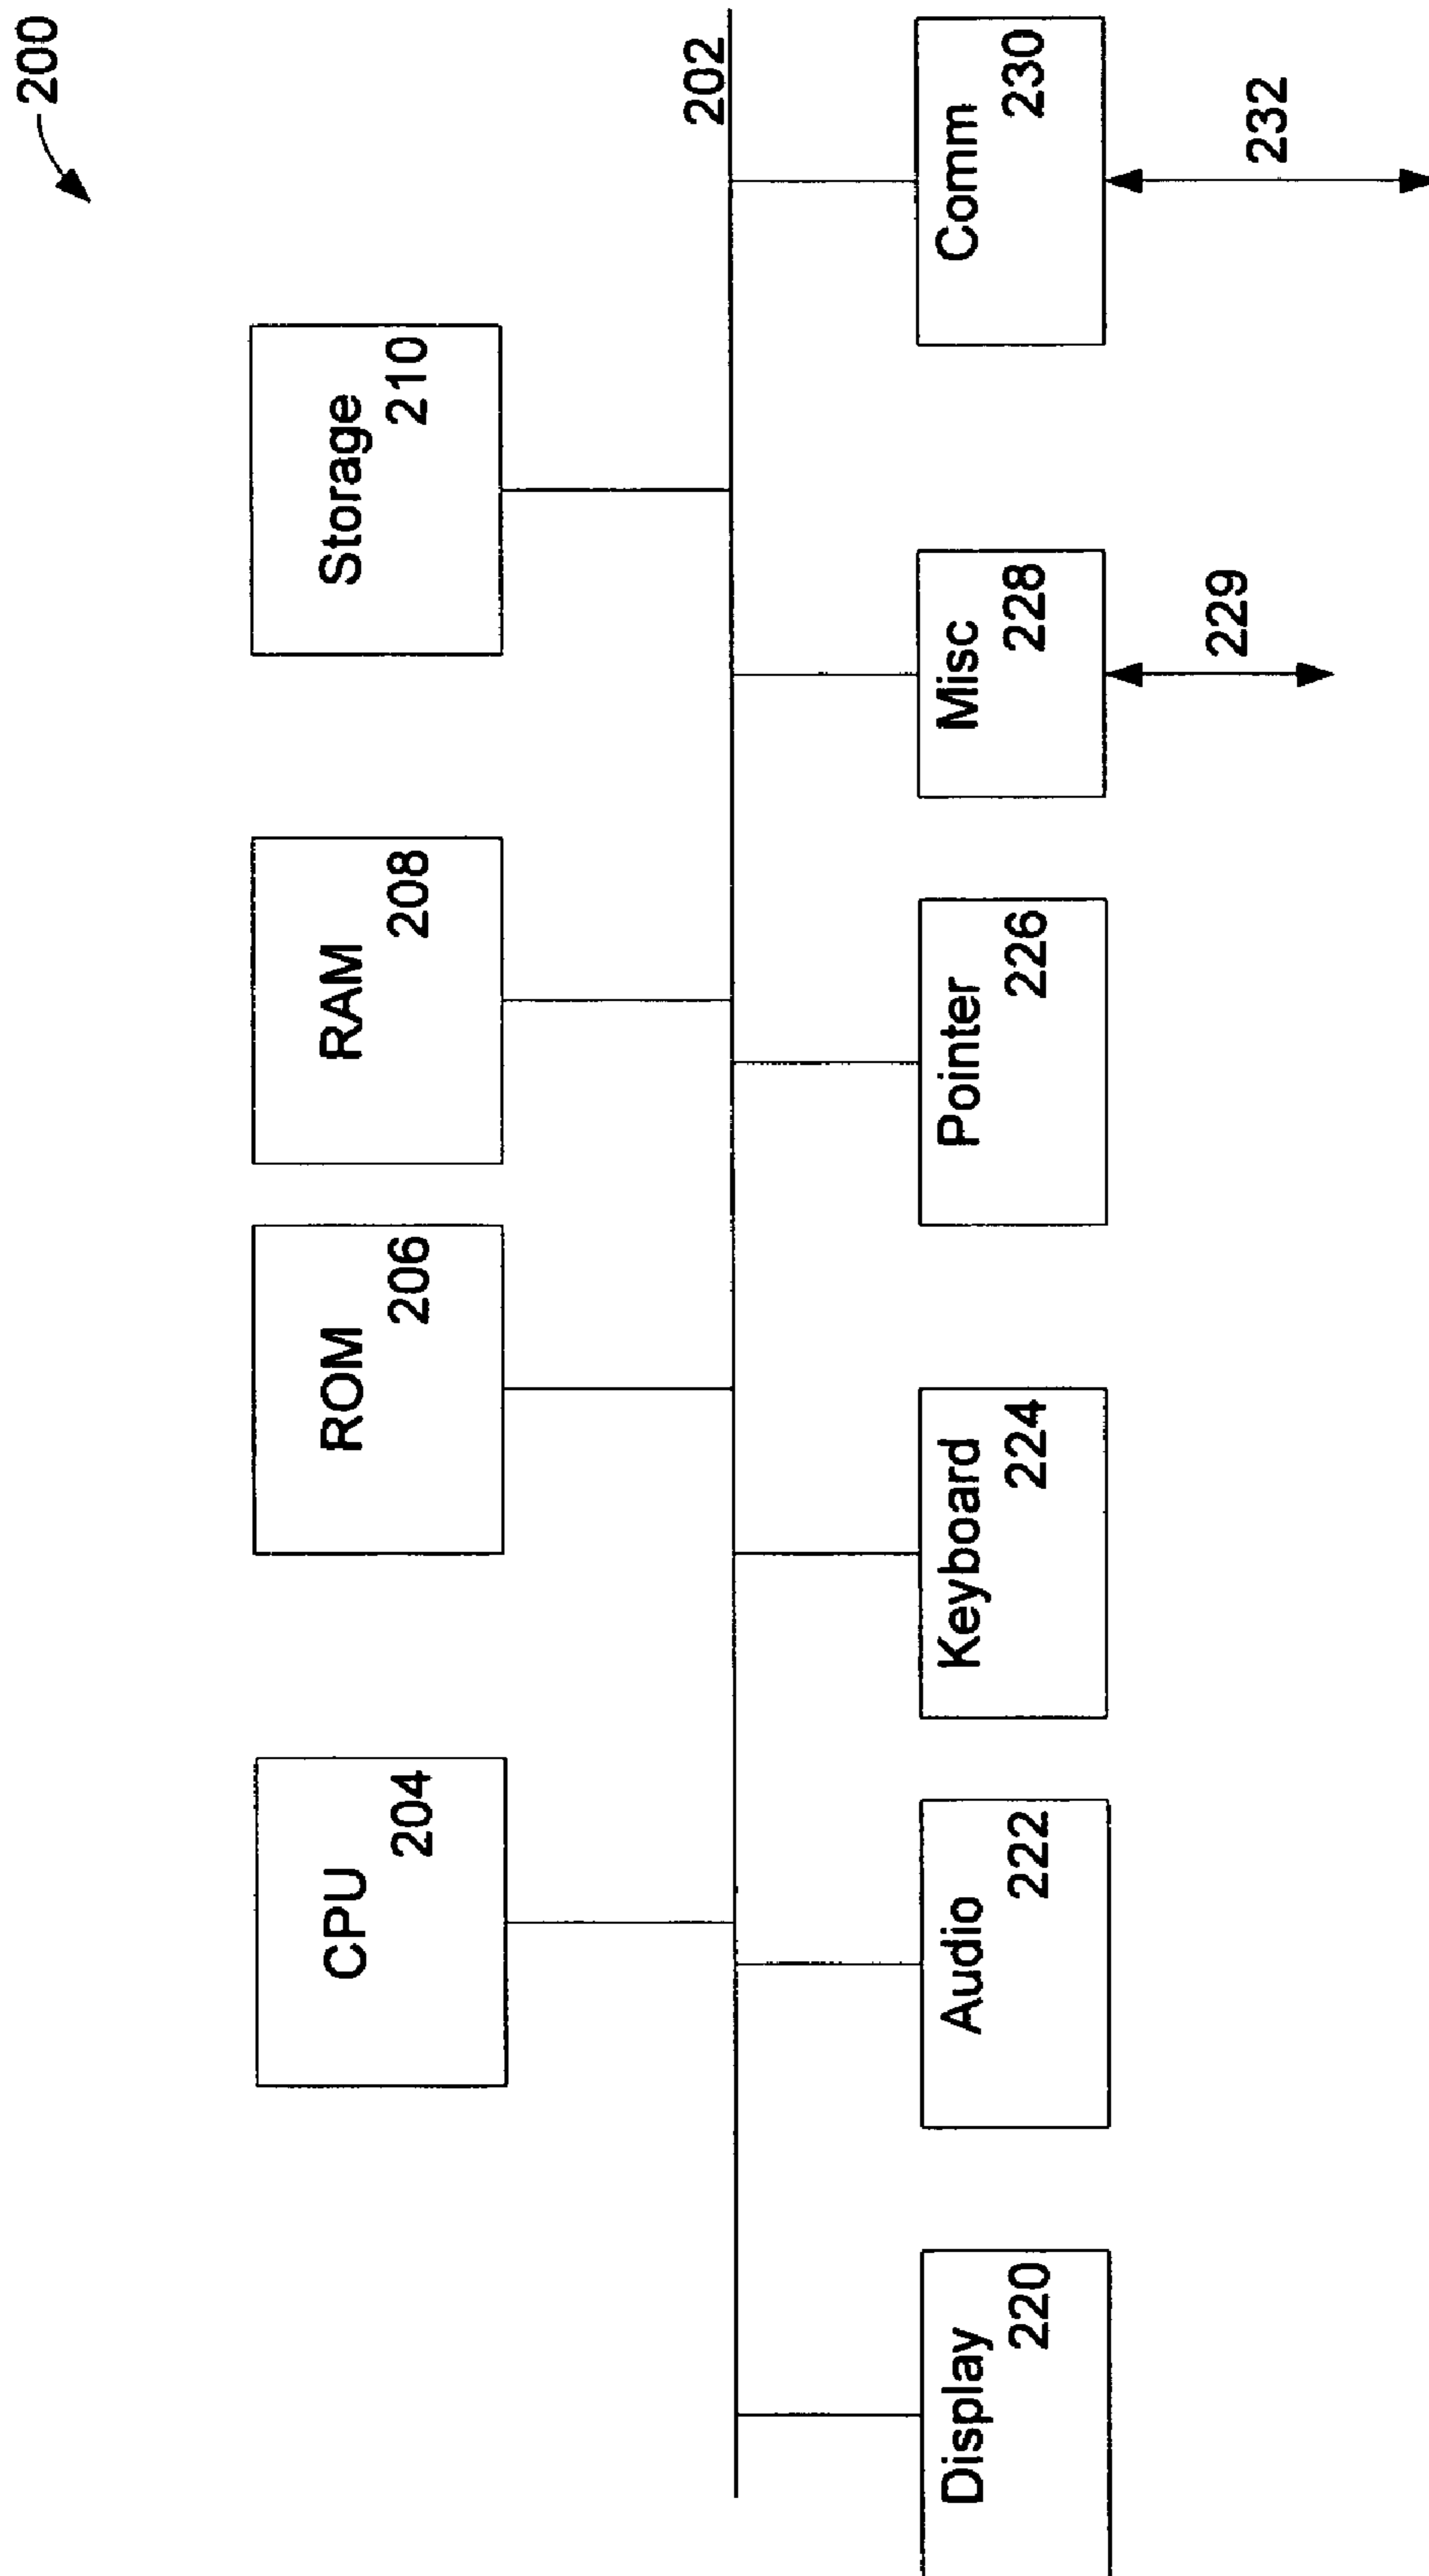 200
CPU
204
ROM
206
RAM
208
Storage
210
202
Display
220
Audio
222
Keyboard
224
Pointer
226
Misc
228
Comm
230
229
232